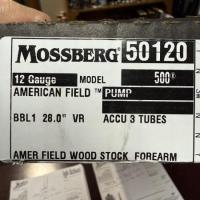 MOSSBERG® 50120
12 Gauge MODEL 500®
AMERICAN FIELD ™ PUMP
BBL1 28.0" VR ACCU 3 TUBES
AMER FIELD WOOD STOCK FOREARM